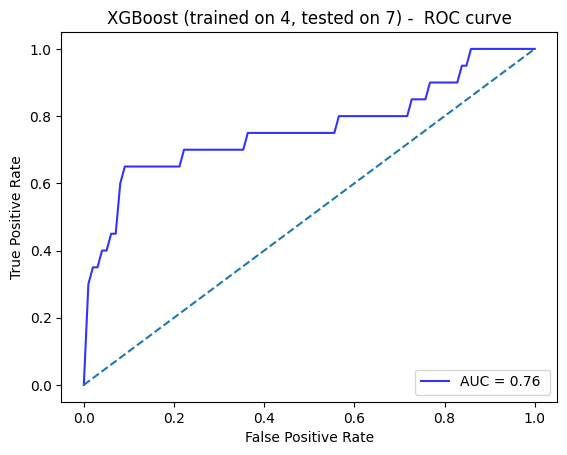 XGBoost (trained on 4, tested on 7) -  ROC curve
True Positive Rate
1.0
0.8
0.6
0.4
0.2
0.0
AUC = 0.76
0.0 0.2 0.4 0.6 0.8 1.0
False Positive Rate